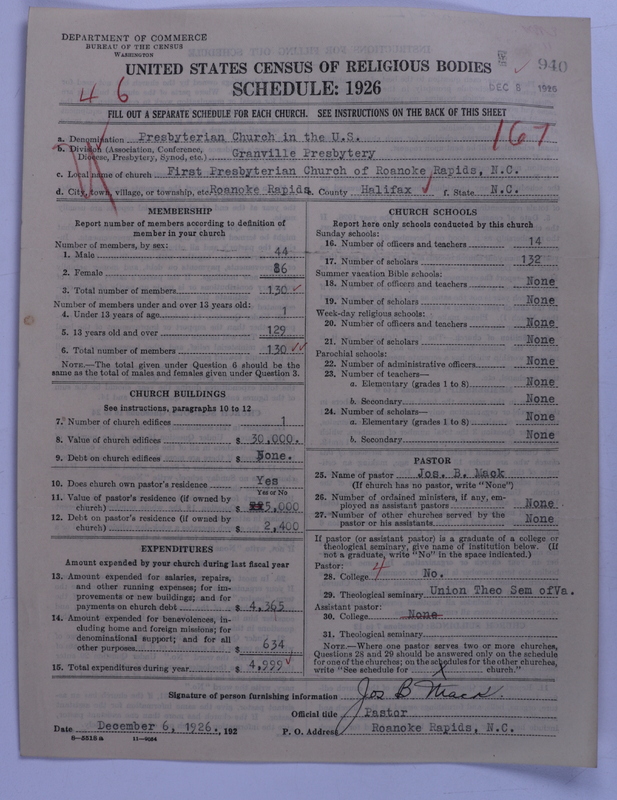 DEPARTMENT OF COMMERCE
BUREAU OF THE CENSUS
WASHINGTON
UNITED STATES CENSUS OF RELIGIOUS BODIES
940
SCHEDULE: 1926
DEC 8 1926
4 6
FILL OUT A SEPARATE SCHEDULE FOR EACH CHURCH. SEE INSTRUCTIONS ON THE BACK OF THIS SHEET
167
a. Denomination Presbyterian Church in the U.S.
b. Division (Association, Conference, Diocese, Presbytery, Synod, etc.) Granville Presbytery
c. Local name of church First Presbyterian Church of Roanoke Rapids, N.C.
d. City, town, village, or township, etc. Roanoke Rapids e. County Halifax f. State N.C.
MEMBERSHIP
Report number of members according to definition of
member in your church
Number of members, by sex:
1. Male 44
2. Female 86
3. Total number of members 130
Number of members under and over 13 years old:
4. Under 13 years of age 1
5. 13 years old and over 129
6. Total number of members 130
NOTE.—The total given under Question 6 should be
same as the total of males and females given under Question 3.
CHURCH BUILDINGS
See instructions, paragraphs 10 to 12
7. Number of church edifices 1
8. Value of church edifices $ 30,000.
9. Debt on church edifices $ None.
10. Does church own pastor's residence Yes
Yes or No
11. Value of pastor's residence (if owned by
church) $ 5,000
12. Debt on pastor's residence (if owned by
church) $ 2,400
EXPENDITURES
Amount expended by your church during last fiscal year
13. Amount expended for salaries, repairs,
and other running expenses; for im-
provements or new buildings; and for
payments on church debt $ 4,365
14. Amount expended for benevolences, in-
cluding home and foreign missions; for
denominational support; and for all
other purposes $ 634
15. Total expenditures during year $ 4,999
CHURCH SCHOOLS
Report here only schools conducted by this church
Sunday schools:
16. Number of officers and teachers 14
17. Number of scholars 132
Summer vacation Bible schools:
18. Number of officers and teachers None
19. Number of scholars None
Week-day religious schools:
20. Number of officers and teachers None
21. Number of scholars None
Parochial schools:
22. Number of administrative officers None
23. Number of teachers—
a. Elementary (grades 1 to 8) None
b. Secondary None
24. Number of scholars—
a. Elementary (grades 1 to 8) None
b. Secondary None
PASTOR
25. Name of pastor Jos. B. Mack
(If church has no pastor, write "None")
26. Number of ordained ministers, if any, em-
ployed as assistant pastors None
27. Number of other churches served by the
pastor or his assistants None
If pastor (or assistant pastor) is a graduate of a college or
theological seminary, give name of institution below. (If
not a graduate, write "No" in the space indicated.)
Pastor: 4
28. College No.
29. Theological seminary Union Theo Sem ofVa.
Assistant pastor:
30. College None
31. Theological seminary
NOTE.—Where one pastor serves two or more churches,
Questions 28 and 29 should be answered only on the schedule
for one of the churches; on the schedules for the other churches,
write "See schedule for X church."
Signature of person furnishing information Jos B Mack.
Official title Pastor
Date December 6, 1926. , 192 P. O. Address Roanoke Rapids, N.C.
8—5518a 11—9034